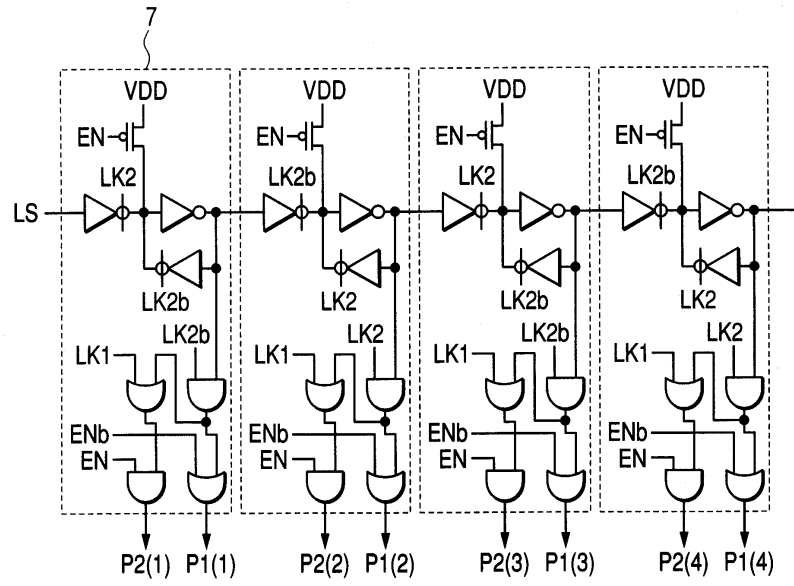 7
VDD VDD VDD VDD
EN EN EN EN
LK2 LK2b LK2 LK2b
LS
LK2b LK2 LK2b LK2
LK2b LK2 LK2b LK2
LK1 LK1 LK1 LK1
ENb ENb ENb ENb
EN EN EN EN
P2(1) P1(1) P2(2) P1(2) P2(3) P1(3) P2(4) P1(4)